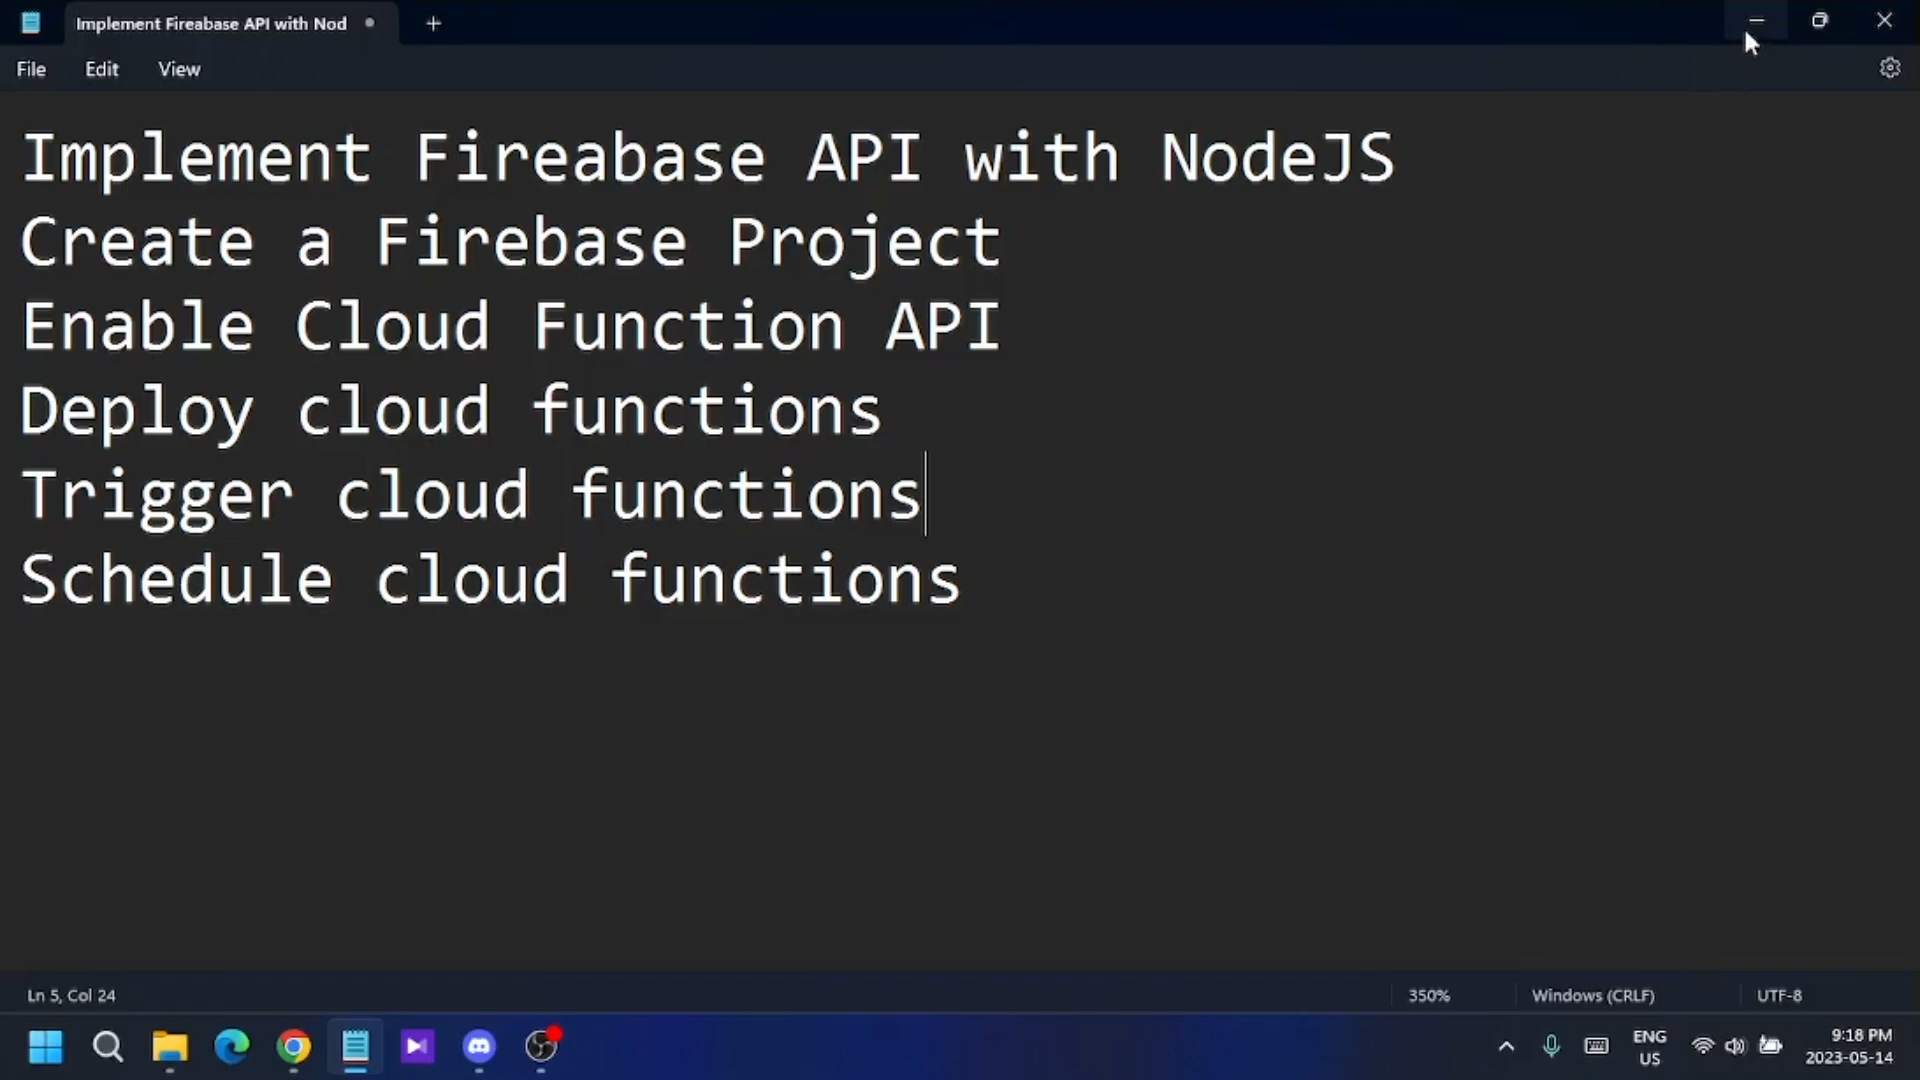 Implement Fireabase API with Nod
File Edit View
Implement Fireabase API with NodeJS
Create a Firebase Project
Enable Cloud Function API
Deploy cloud functions
Trigger cloud functions
Schedule cloud functions
Ln 5, Col 24 350% Windows (CRLF) UTF-8
ENG 9:18 PM
US 2023-05-14